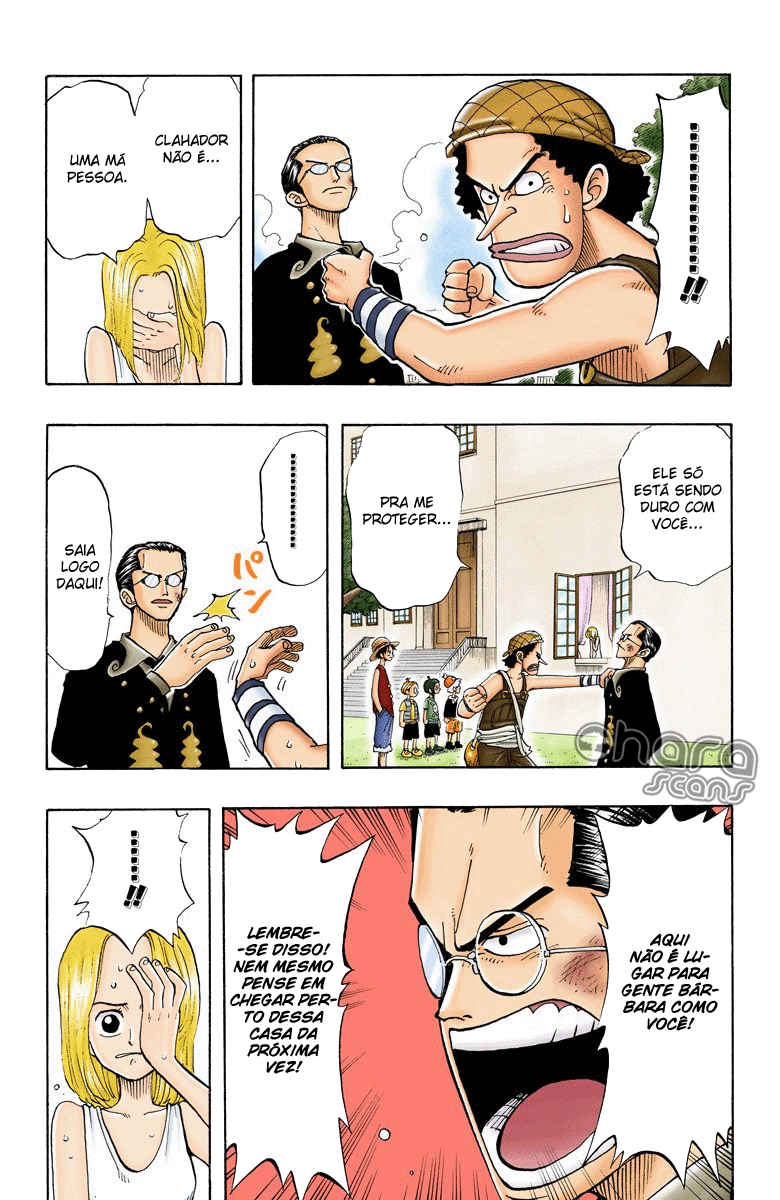 ..........!!
CLAHADOR
NÃO É...
UMA MÁ
PESSOA.
ELE SÓ
ESTÁ SENDO
DURO COM
VOCÊ...
PRA ME
PROTEGER...
..........
パン
SAIA
LOGO
DAQUI!
AQUI
NÃO É LU-
GAR PARA
GENTE BÁR-
BARA COMO
VOCÊ!
LEMBRE-
-SE DISSO!
NEM MESMO
PENSE EM
CHEGAR PER-
TO DESSA
CASA DA
PRÓXIMA
VEZ!
......!!
Ohara
scans